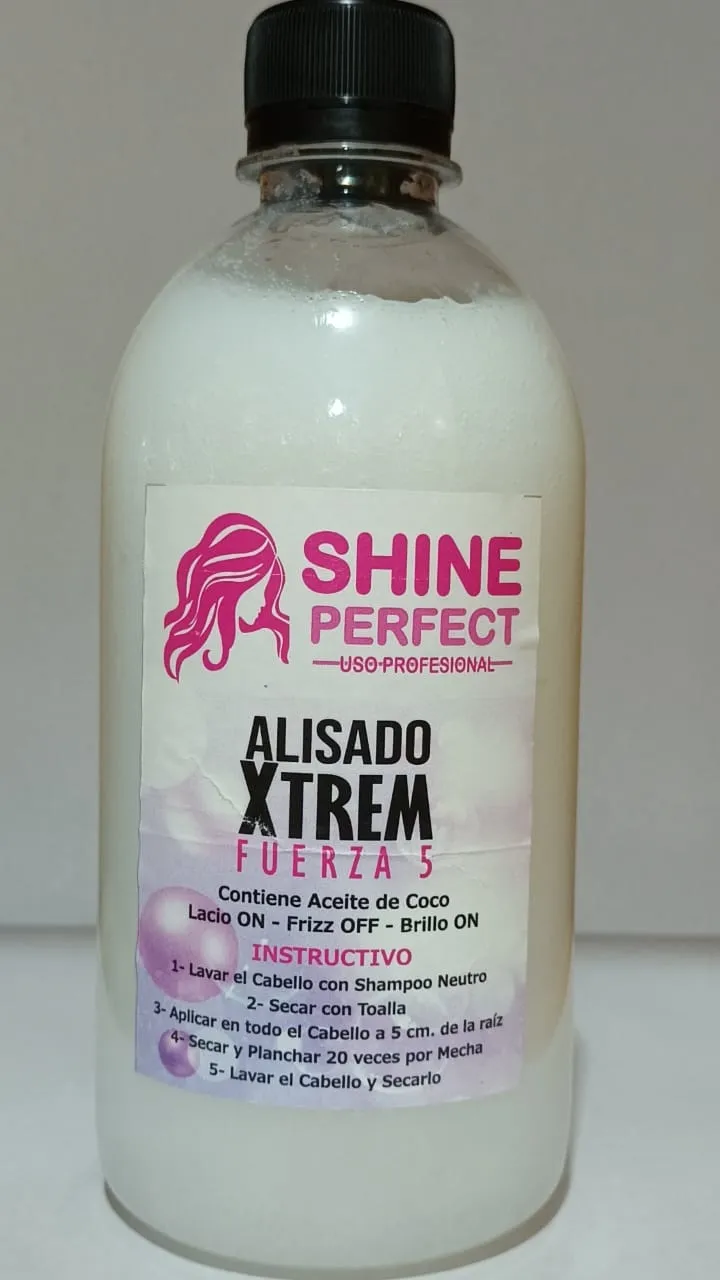 SHINE
PERFECT
USO PROFESIONAL
ALISADO
XTREM
FUERZA 5
Contiene Aceite de Coco
Lacio ON - Frizz OFF - Brillo ON
INSTRUCTIVO
1- Lavar el Cabello con Shampoo Neutro
2- Secar con Toalla
3- Aplicar en todo el Cabello a 5 cm. de la raíz
4- Secar y Planchar 20 veces por Mecha
5- Lavar el Cabello y Secarlo